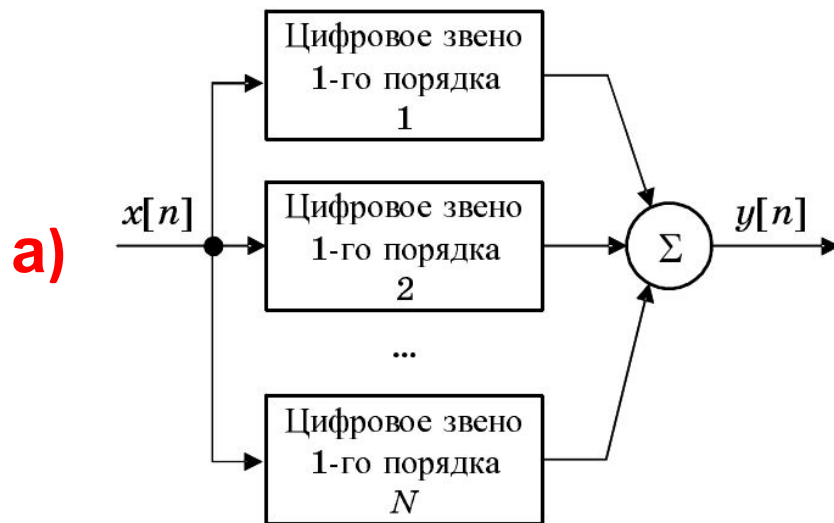 Цифровое звено
1-го порядка
1
а)
x[n]
Цифровое звено
1-го порядка
2
Σ
y[n]
...
Цифровое звено
1-го порядка
N